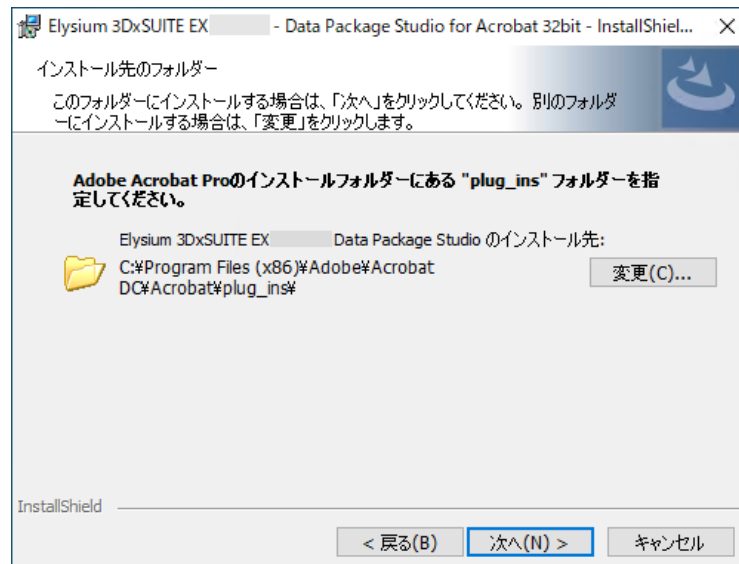 Elysium 3DxSUITE EX - Data Package Studio for Acrobat 32bit - InstallShiel...
インストール先のフォルダー
このフォルダーにインストールする場合は、「次へ」をクリックしてください。別のフォルダ
ーにインストールする場合は、「変更」をクリックします。
Adobe Acrobat Proのインストールフォルダーにある "plug_ins" フォルダーを指
定してください。
Elysium 3DxSUITE EX Data Package Studio のインストール先:
C:¥Program Files (x86)¥Adobe¥Acrobat
DC¥Acrobat¥plug_ins¥
変更(C)...
InstallShield
< 戻る(B)
次へ(N) >
キャンセル